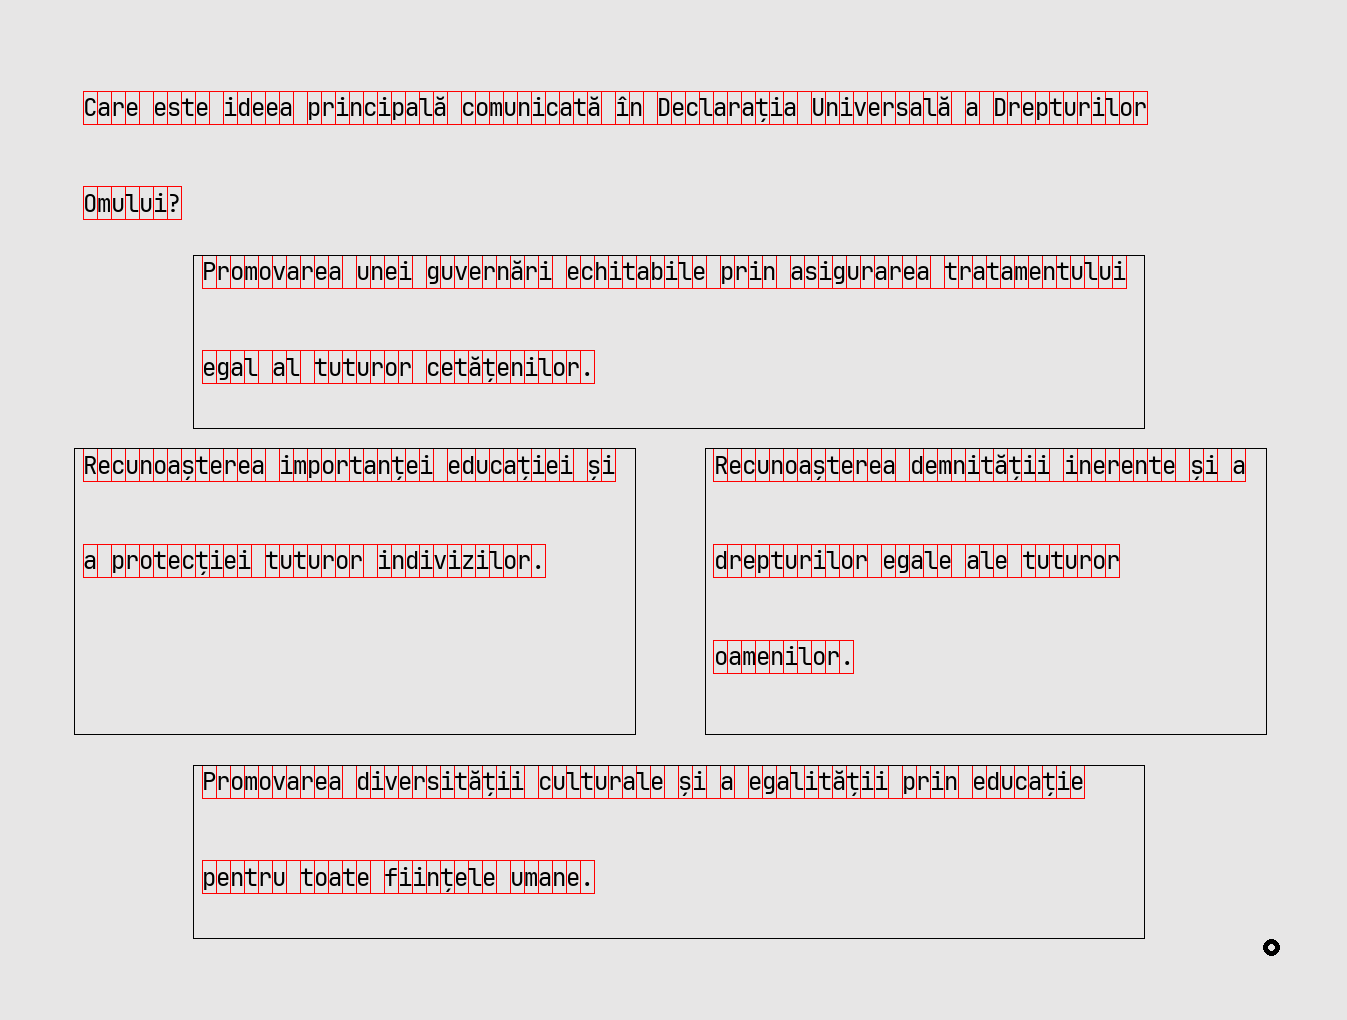 Care este ideea principală comunicată în Declarația Universală a Drepturilor
Omului?
Promovarea unei guvernări echitabile prin asigurarea tratamentului
egal al tuturor cetățenilor.
Recunoașterea importanței educației și
a protecției tuturor indivizilor.
Recunoașterea demnității inerente și a
drepturilor egale ale tuturor
oamenilor.
Promovarea diversității culturale și a egalității prin educație
pentru toate ființele umane.